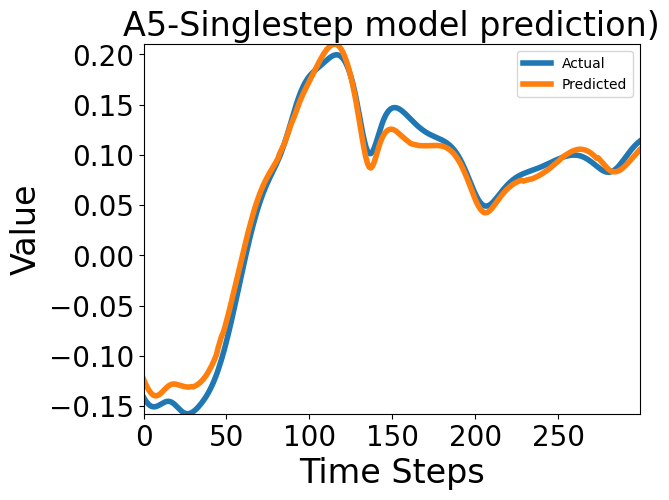 A5-Singlestep model prediction)
Actual
Predicted
Value
0.20
0.15
0.10
0.05
0.00
−0.05
−0.10
−0.15
0 50 100 150 200 250
Time Steps